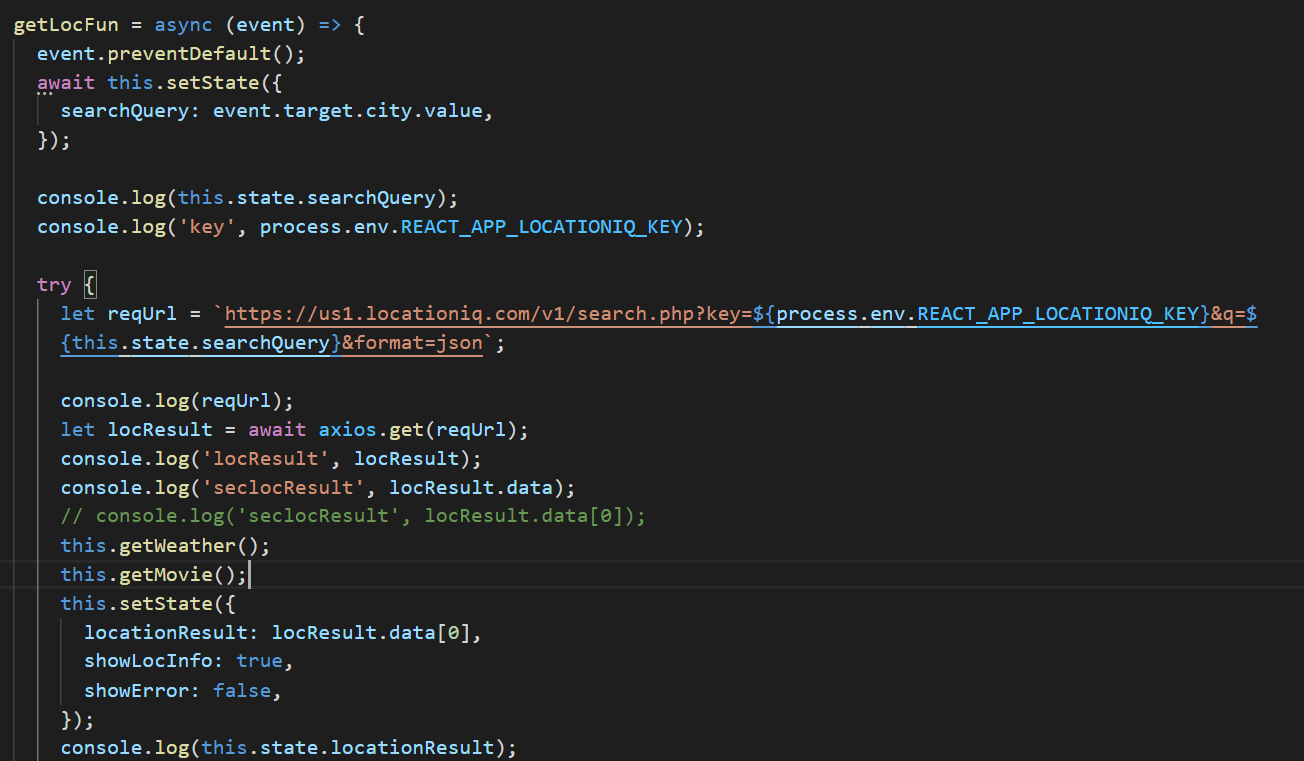 getLocFun = async (event) => {
event.preventDefault();
await this.setState({
searchQuery: event.target.city.value,
});
console.log(this.state.searchQuery);
console.log('key', process.env.REACT_APP_LOCATIONIQ_KEY);
try {
let reqUrl = `https://us1.locationiq.com/v1/search.php?key=${process.env.REACT_APP_LOCATIONIQ_KEY}&q=$
{this.state.searchQuery}&format=json`;
console.log(reqUrl);
let locResult = await axios.get(reqUrl);
console.log('locResult', locResult);
console.log('seclocResult', locResult.data);
// console.log('seclocResult', locResult.data[0]);
this.getWeather();
this.getMovie();
this.setState({
locationResult: locResult.data[0],
showLocInfo: true,
showError: false,
});
console.log(this.state.locationResult);